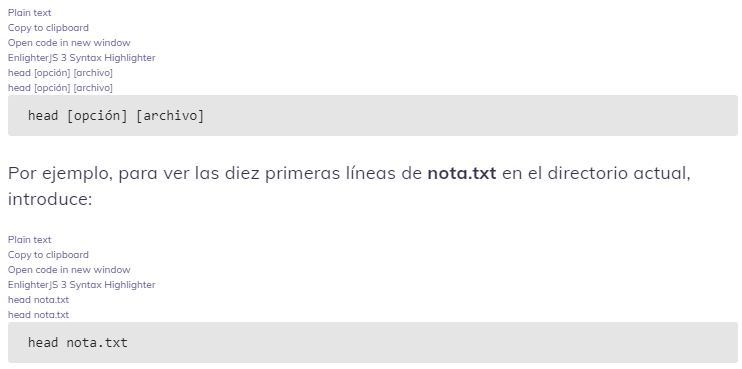 Plain text
Copy to clipboard
Open code in new window
EnlighterJS 3 Syntax Highlighter
head [opción] [archivo]
head [opción] [archivo]
head [opción] [archivo]
Por ejemplo, para ver las diez primeras líneas de nota.txt en el directorio actual,
introduce:
Plain text
Copy to clipboard
Open code in new window
EnlighterJS 3 Syntax Highlighter
head nota.txt
head nota.txt
head nota.txt